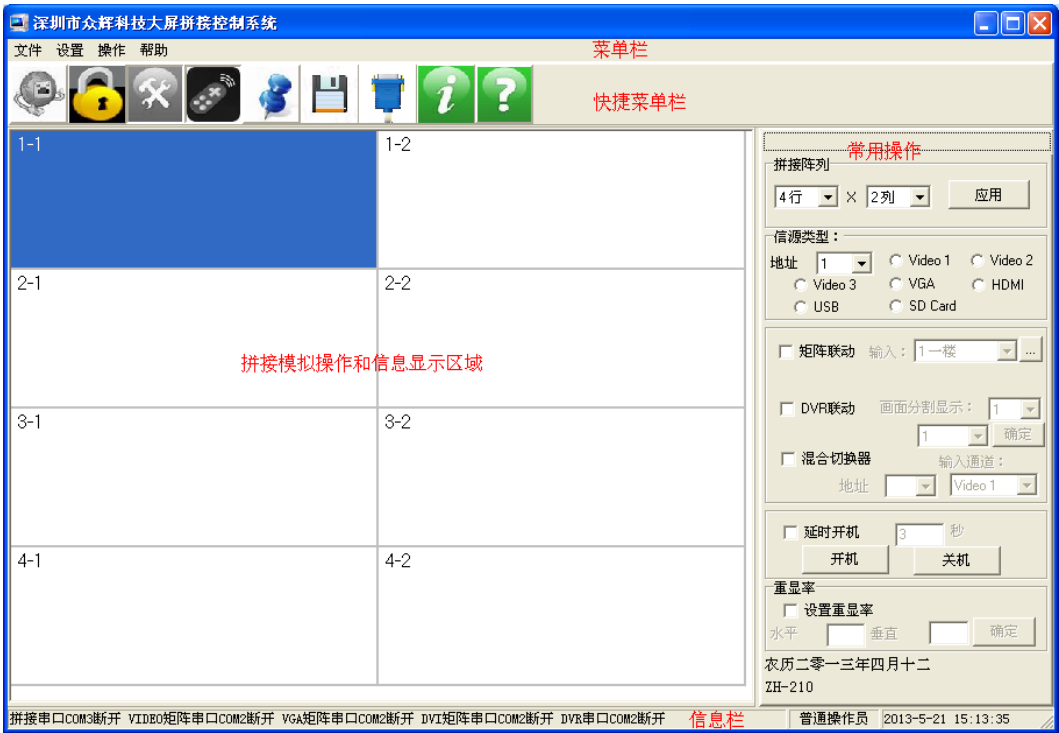 深圳市众辉科技大屏拼接控制系统
文件 设置 操作 帮助
菜单栏
快捷菜单栏
1-1
1-2
2-1
2-2
拼接模拟操作和信息显示区域
3-1
3-2
4-1
4-2
常用操作
拼接阵列
4行 × 2列 应用
信源类型：
地址 1 Video 1 Video 2
Video 3 VGA HDMI
USB SD Card
矩阵联动 输入： 1一楼 ...
DVR联动 画面分割显示： 1
1 确定
混合切换器 输入通道：
地址 Video 1
延时开机 3 秒
开机 关机
重显率
设置重显率
水平 垂直 确定
农历二零一三年四月十二
ZH-210
拼接串口COM3断开 VIDEO矩阵串口COM2断开 VGA矩阵串口COM2断开 DVI矩阵串口COM2断开 DVR串口COM2断开 信息栏 普通操作员 2013-5-21 15:13:35